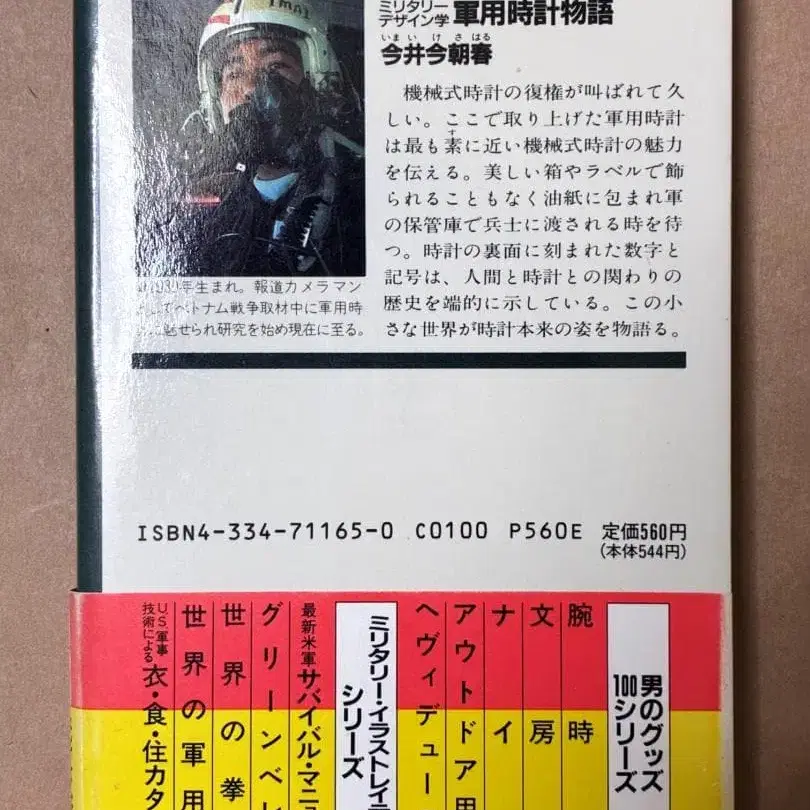 IMAI
ミリタリー
デザイン学
軍用時計物語
いまいけさはる
今井今朝春
機械式時計の復権が叫ばれて久
しい。ここで取り上げた軍用時計
は最も素に近い機械式時計の魅力
を伝える。美しい箱やラベルで飾
られることもなく油紙に包まれ軍
の保管庫で兵士に渡される時を待
つ。時計の裏面に刻まれた数字と
記号は、人間と時計との関わりの
歴史を端的に示している。この小
さな世界が時計本来の姿を物語る。
年生まれ。報道カメラマン
ベトナム戦争取材中に軍用時
魅せられ研究を始め現在に至る。
ISBN4-334-71165-0 C0100 P560E 定価560円
(本体544円)
男のグッズ
100シリーズ
腕時
文房
ナイ
アウトドア用
ヘヴィデュー
ミリタリー・イラストレイテ
シリーズ
最新米軍サバイバル・マニュ
グリーンベレ
世界の拳
世界の軍用
U.S.軍事
技術による衣・食・住カタ